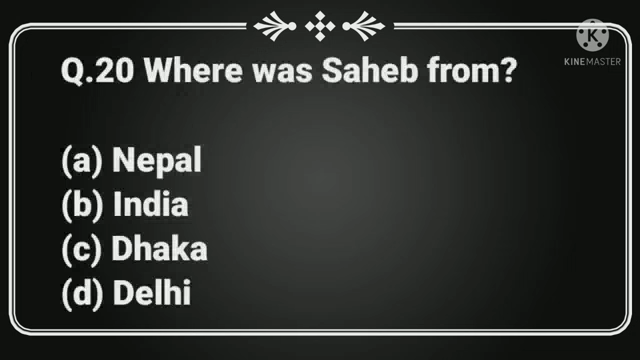 K
KINEMASTER
Q.20 Where was Saheb from?
(a) Nepal
(b) India
(c) Dhaka
(d) Delhi